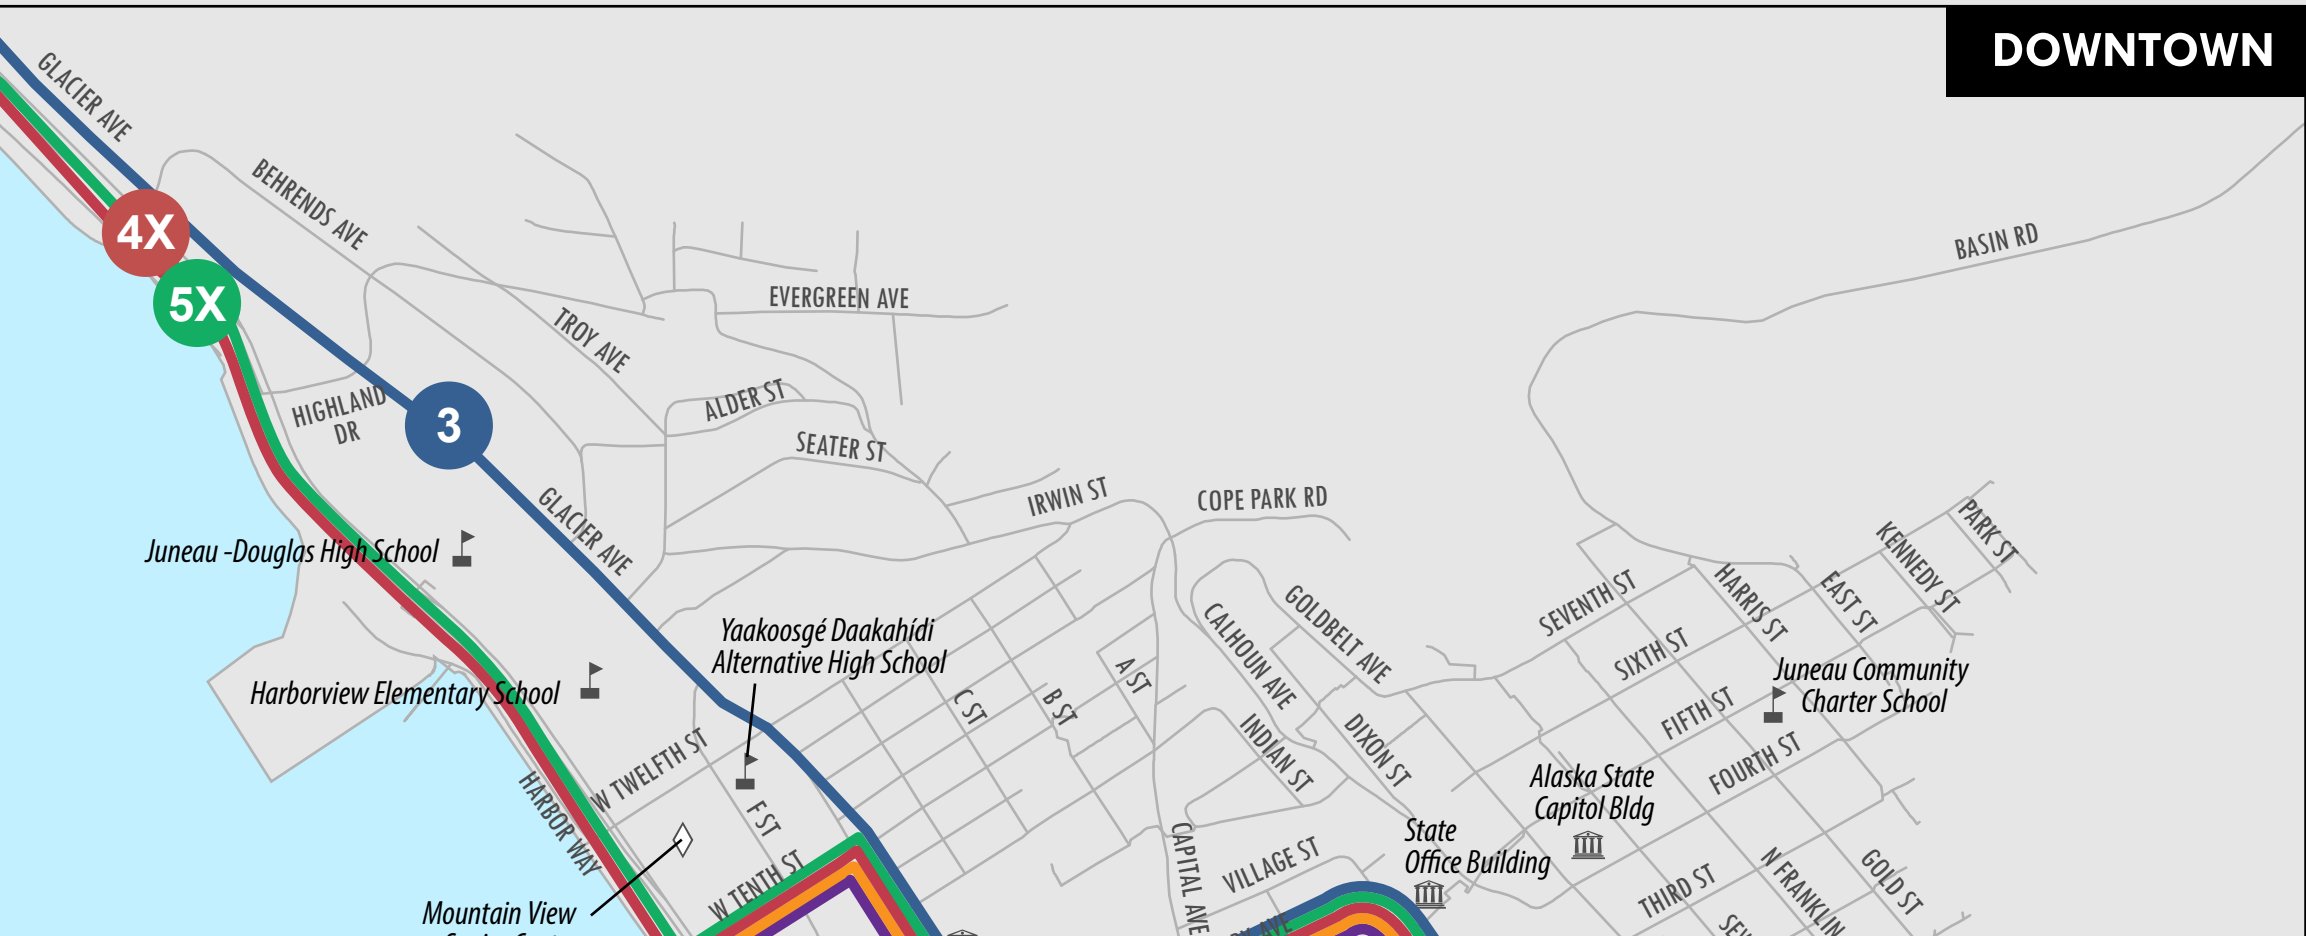 DOWNTOWN
GLACIER AVE
BEHRENDS AVE
4X
5X
BASIN RD
EVERGREEN AVE
TROY AVE
HIGHLAND
DR
3
ALDER ST
SEATER ST
GLACIER AVE
IRWIN ST
COPE PARK RD
PARK ST
KENNEDY ST
EAST ST
HARRIS ST
SEVENTH ST
SIXTH ST
FIFTH ST
FOURTH ST
THIRD ST
Juneau -Douglas High School
Harborview Elementary School
Yaakoosgé Daakahídi
Alternative High School
A ST
B ST
C ST
CALHOUN AVE
GOLDBELT AVE
INDIAN ST
DIXON ST
Juneau Community
Charter School
Alaska State
Capitol Bldg
State
Office Building
W TWELFTH ST
F ST
HARBOR WAY
W TENTH ST
CAPITAL AVE
VILLAGE ST
N FRANKLIN
GOLD ST
Mountain View